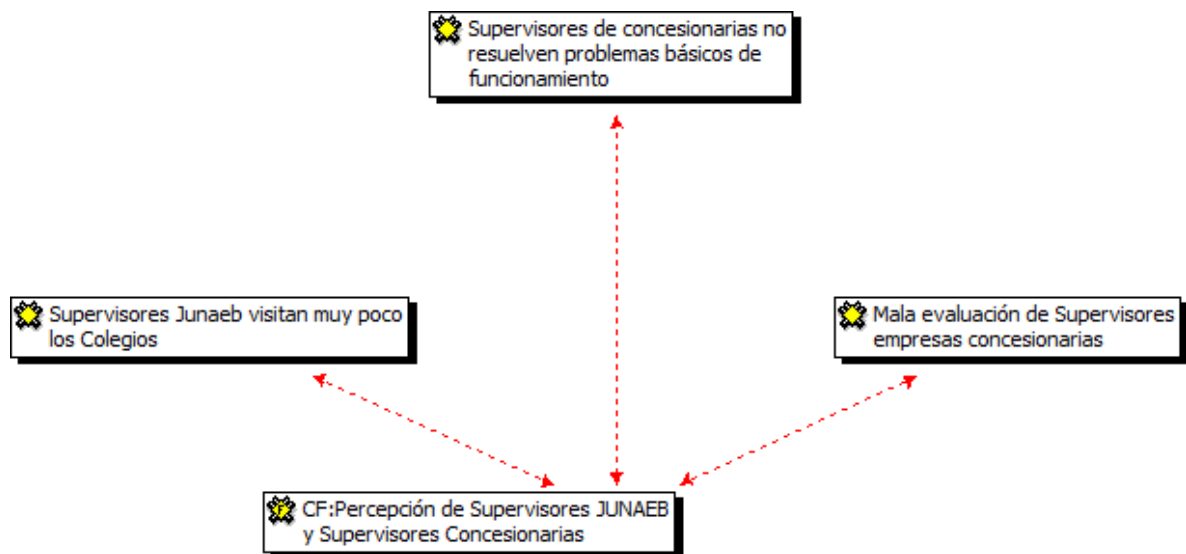 Supervisores de concesionarias no
resuelven problemas básicos de
funcionamiento
Supervisores Junaeb visitan muy poco
los Colegios
Mala evaluación de Supervisores
empresas concesionarias
CF:Percepción de Supervisores JUNAEB
y Supervisores Concesionarias